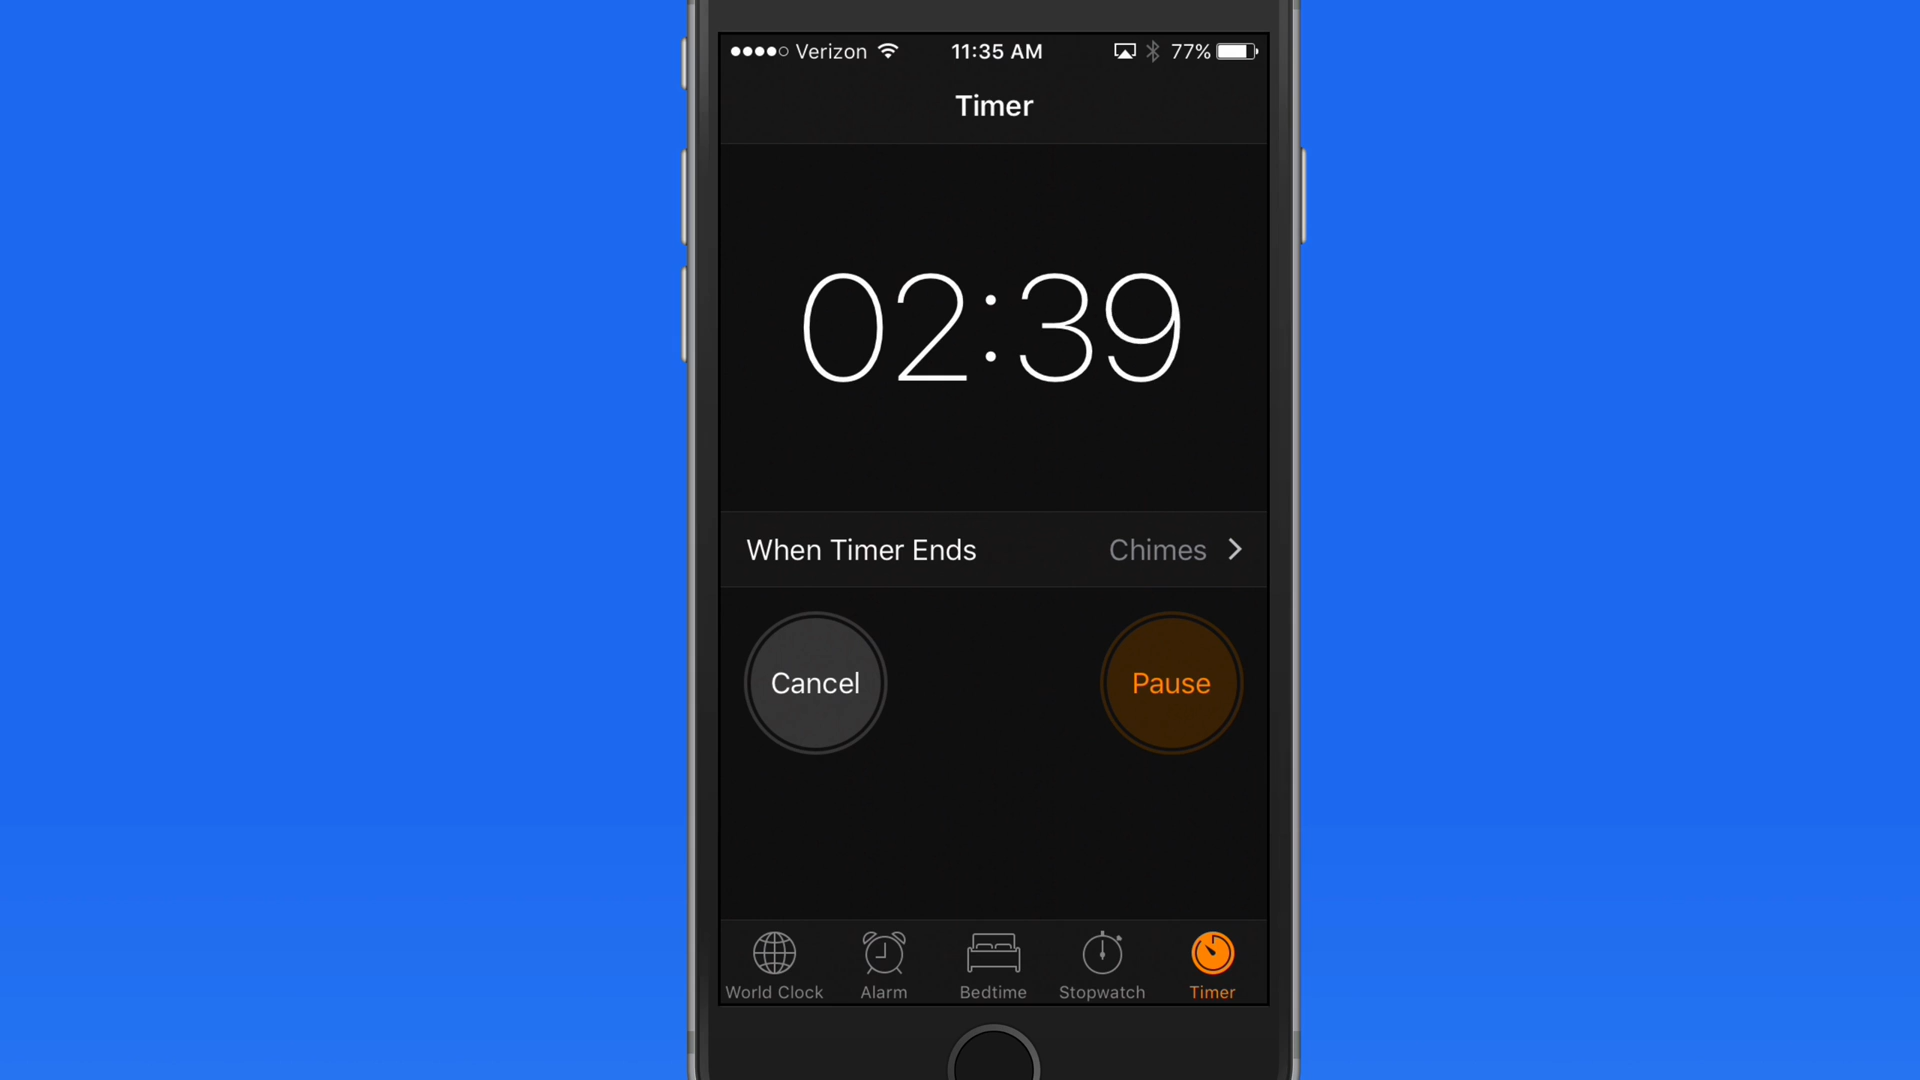 Verizon 11:35 AM 77%
Timer
02:39
When Timer Ends Chimes
Cancel Pause
World Clock Alarm Bedtime Stopwatch Timer